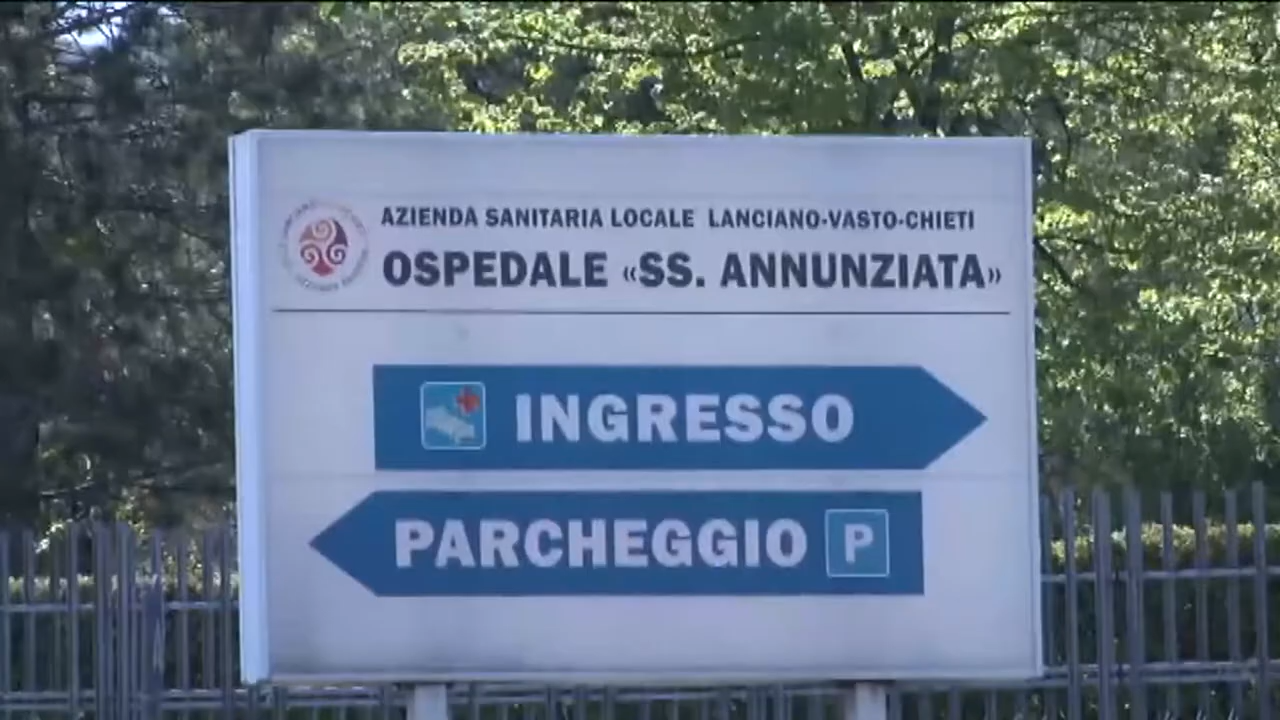 AZIENDA SANITARIA LOCALE LANCIANO-VASTO-CHIETI
OSPEDALE «SS. ANNUNZIATA»
INGRESSO
PARCHEGGIO P